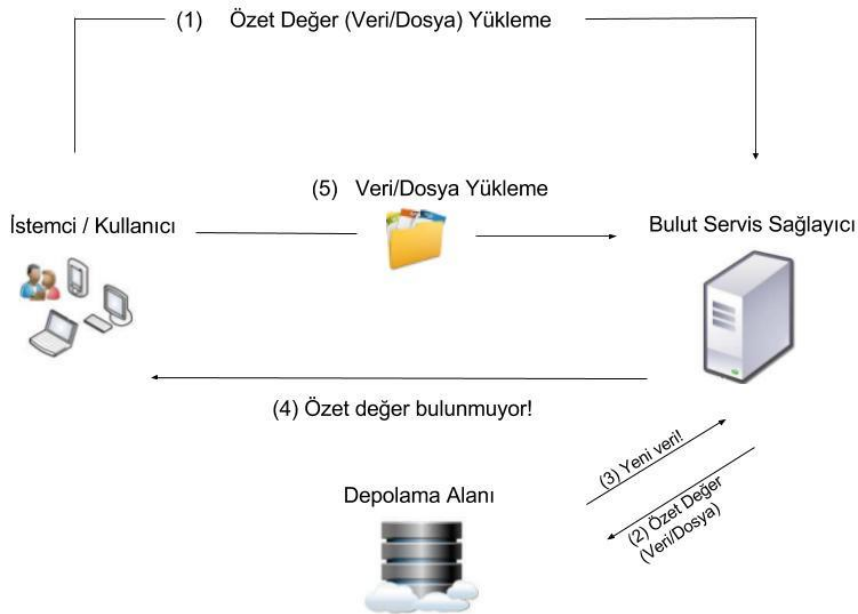 (1) Özet Değer (Veri/Dosya) Yükleme
(5) Veri/Dosya Yükleme
İstemci / Kullanıcı
Bulut Servis Sağlayıcı
(4) Özet değer bulunmuyor!
(3) Yeni veri!
(2) Özet Değer
(Veri/Dosya)
Depolama Alanı